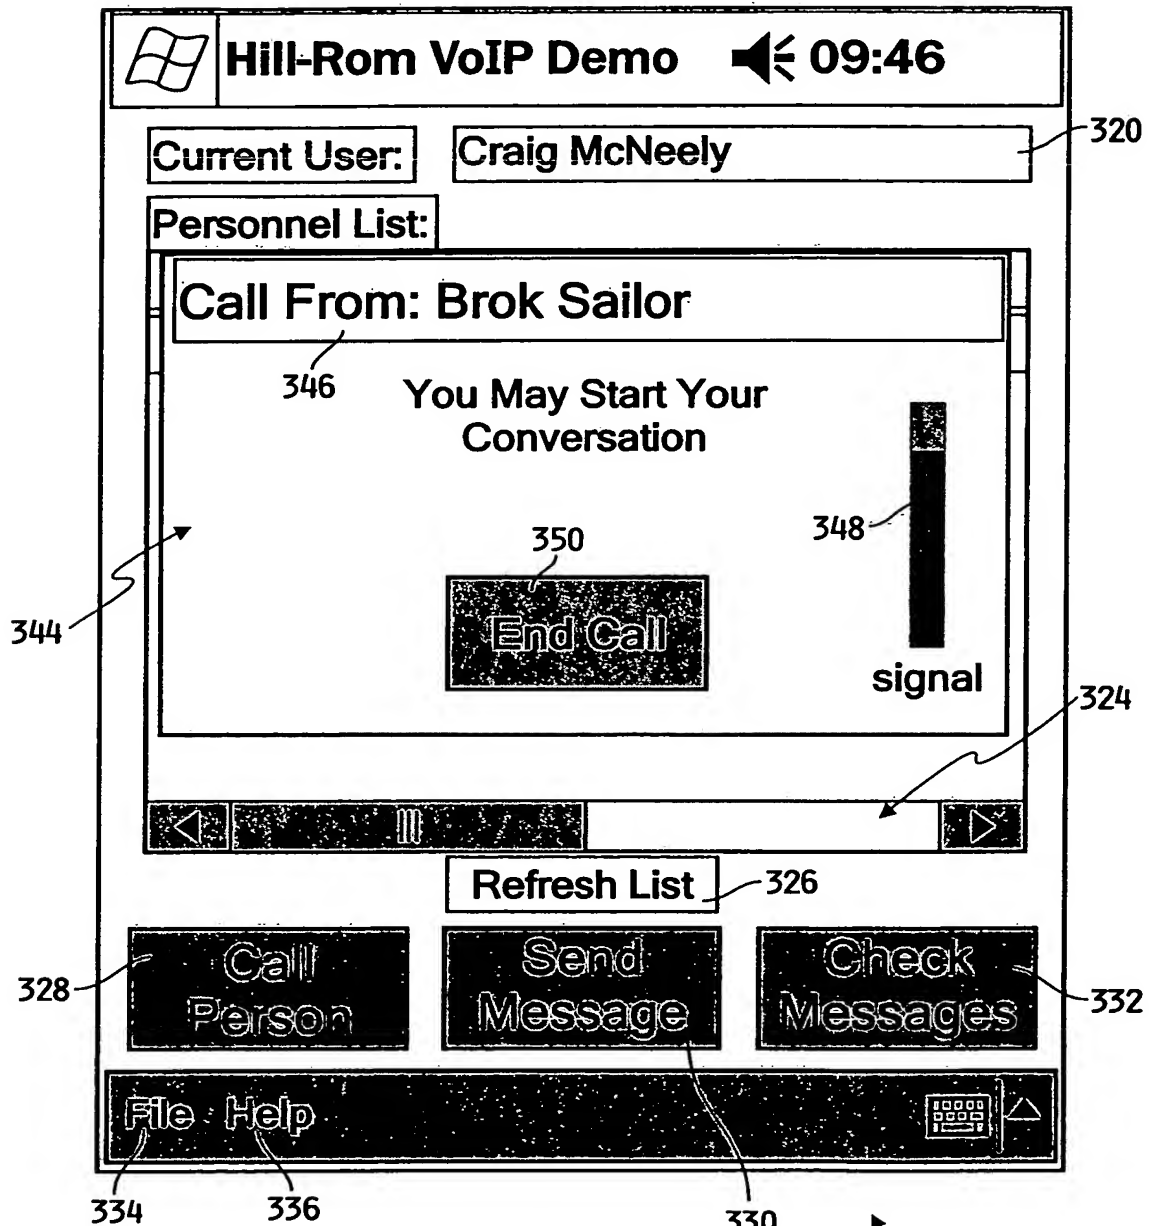 Hill-Rom VoIP Demo 09:46
Current User: Craig McNeely 320
Personnel List:
Call From: Brok Sailor
346
You May Start Your
Conversation
348
350
End Call
344
signal
324
Refresh List 326
328
Call
Person
Send
Message
Check
Messages
332
File Help
334 336 330